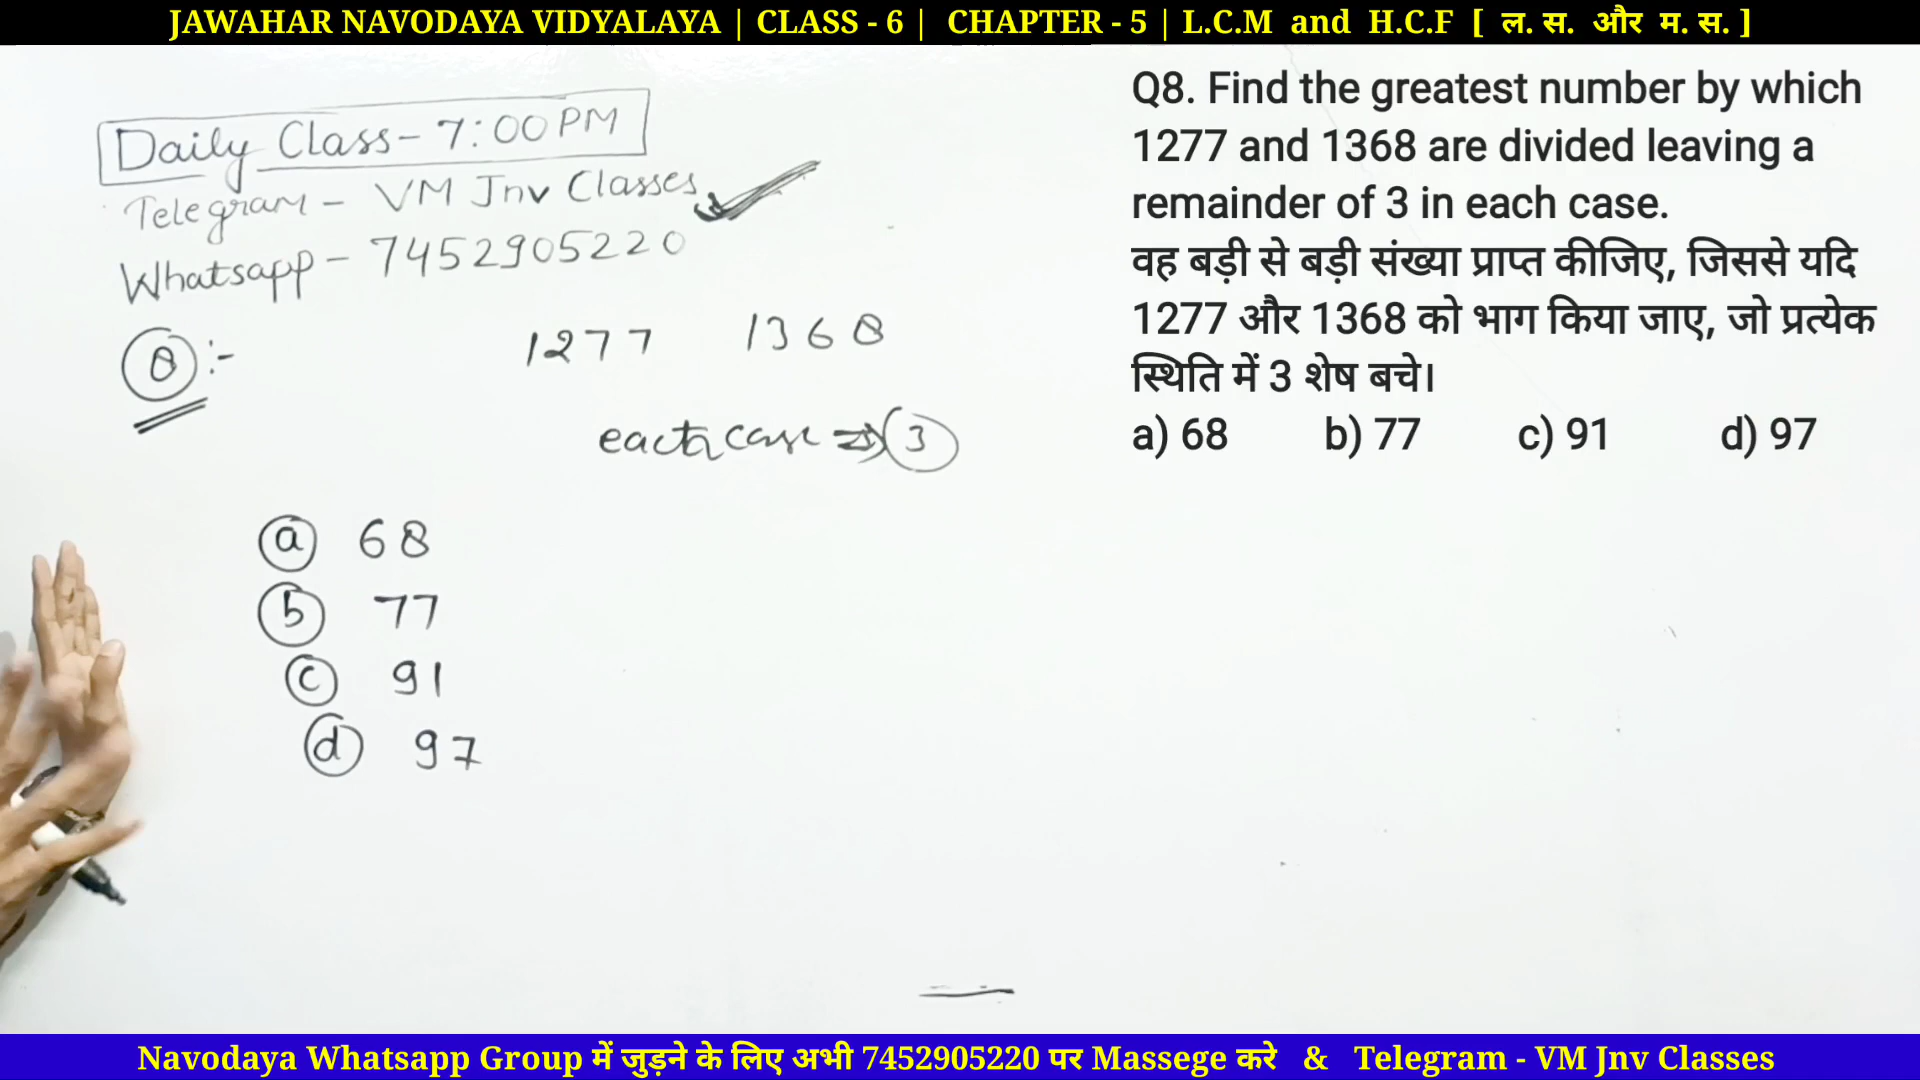 JAWAHAR NAVODAYA VIDYALAYA | CLASS - 6 | CHAPTER - 5 | L.C.M and H.C.F [ ल. स. और म. स. ]
Daily Class - 7:00 PM
Telegram - VM Jnv Classes
Whatsapp - 7452905220
8 :-
1277 1368
each case ⇒ 3
a 68
b 77
c 91
d 97
Q8. Find the greatest number by which
1277 and 1368 are divided leaving a
remainder of 3 in each case.
वह बड़ी से बड़ी संख्या प्राप्त कीजिए, जिससे यदि
1277 और 1368 को भाग किया जाए, जो प्रत्येक
स्थिति में 3 शेष बचे।
a) 68 b) 77 c) 91 d) 97
Navodaya Whatsapp Group में जुड़ने के लिए अभी 7452905220 पर Massege करे & Telegram - VM Jnv Classes